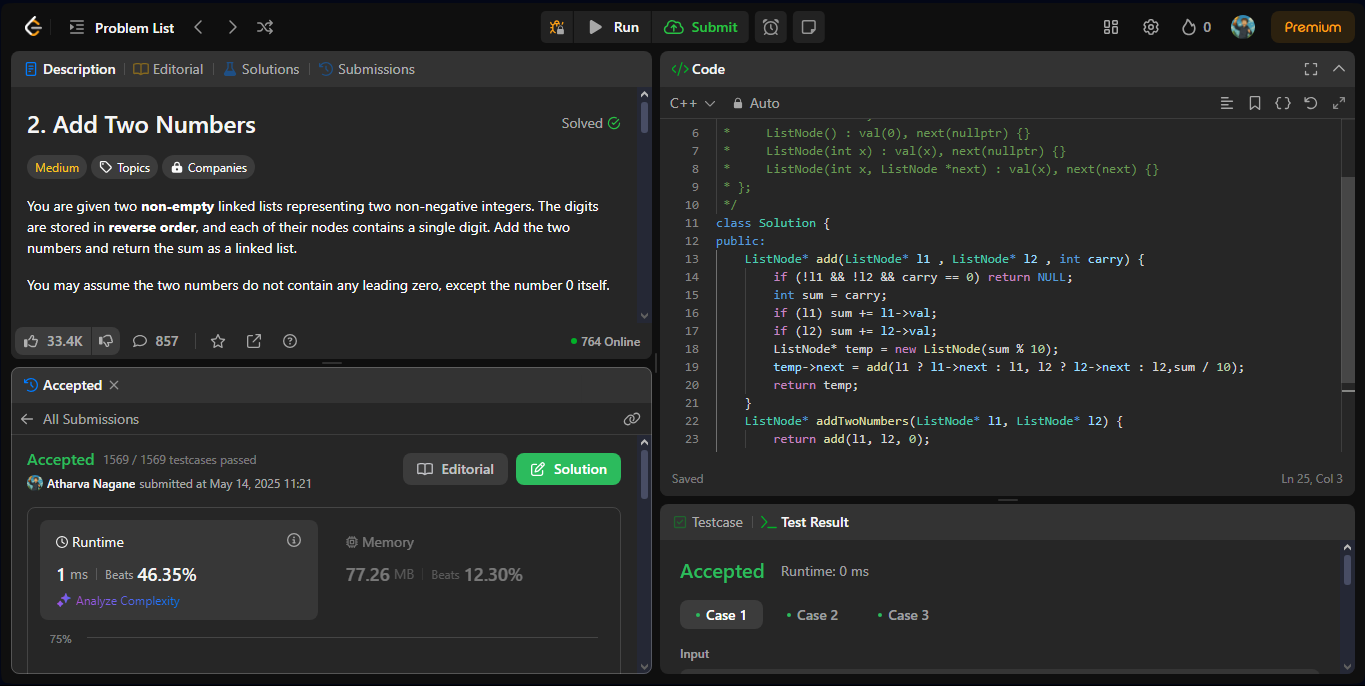 Problem List
Run
Submit
0
Premium
Description
Editorial
Solutions
Submissions
2. Add Two Numbers
Solved
Medium
Topics
Companies
You are given two non-empty linked lists representing two non-negative integers. The digits
are stored in reverse order, and each of their nodes contains a single digit. Add the two
numbers and return the sum as a linked list.
You may assume the two numbers do not contain any leading zero, except the number 0 itself.
33.4K
857
764 Online
Accepted
All Submissions
Accepted 1569 / 1569 testcases passed
Atharva Nagane submitted at May 14, 2025 11:21
Editorial
Solution
Runtime
1 ms | Beats 46.35%
Analyze Complexity
Memory
77.26 MB | Beats 12.30%
75%
</> Code
C++
Auto
6 *     ListNode() : val(0), next(nullptr) {}
7 *     ListNode(int x) : val(x), next(nullptr) {}
8 *     ListNode(int x, ListNode *next) : val(x), next(next) {}
9 * };
10 */
11 class Solution {
12 public:
13     ListNode* add(ListNode* l1 , ListNode* l2 , int carry) {
14         if (!l1 && !l2 && carry == 0) return NULL;
15         int sum = carry;
16         if (l1) sum += l1->val;
17         if (l2) sum += l2->val;
18         ListNode* temp = new ListNode(sum % 10);
19         temp->next = add(l1 ? l1->next : l1, l2 ? l2->next : l2,sum / 10);
20         return temp;
21     }
22     ListNode* addTwoNumbers(ListNode* l1, ListNode* l2) {
23         return add(l1, l2, 0);
Saved
Ln 25, Col 3
Testcase
>_ Test Result
Accepted Runtime: 0 ms
Case 1
Case 2
Case 3
Input